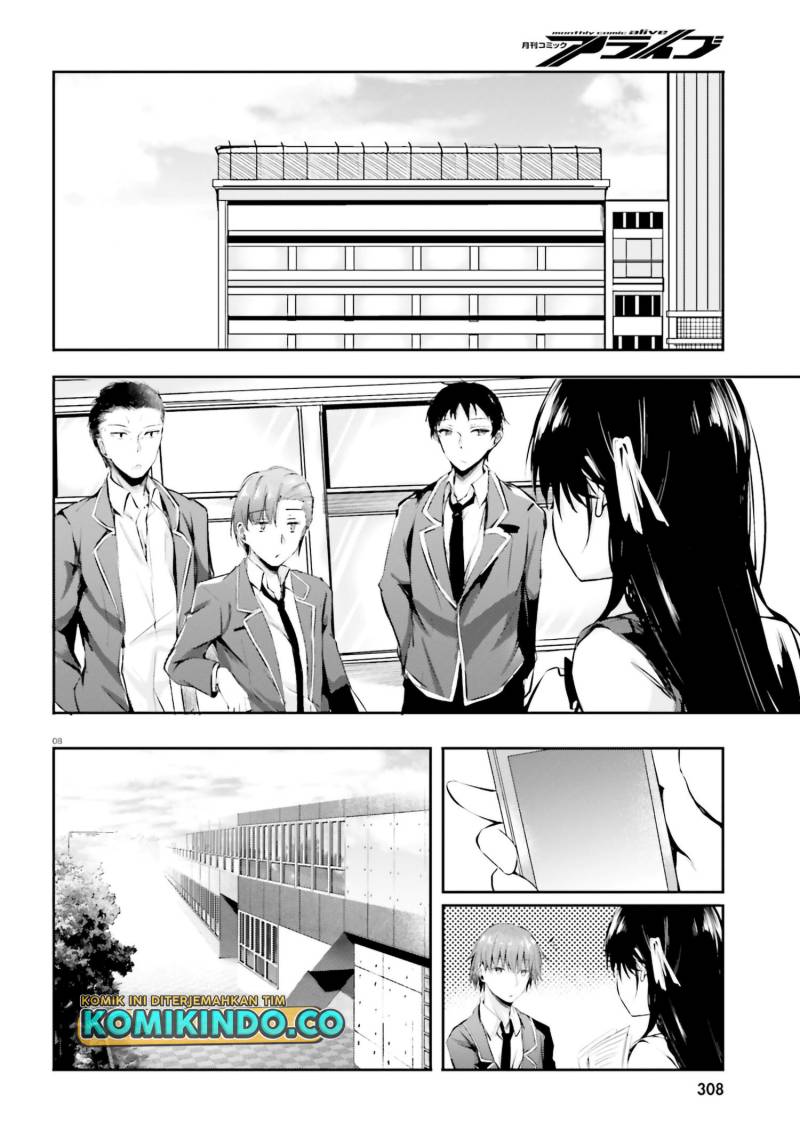 monthly comic alive
月刊コミック アライブ
08
KOMIK INI DITERJEMAHKAN TIM
KOMIKINDO.CO
308